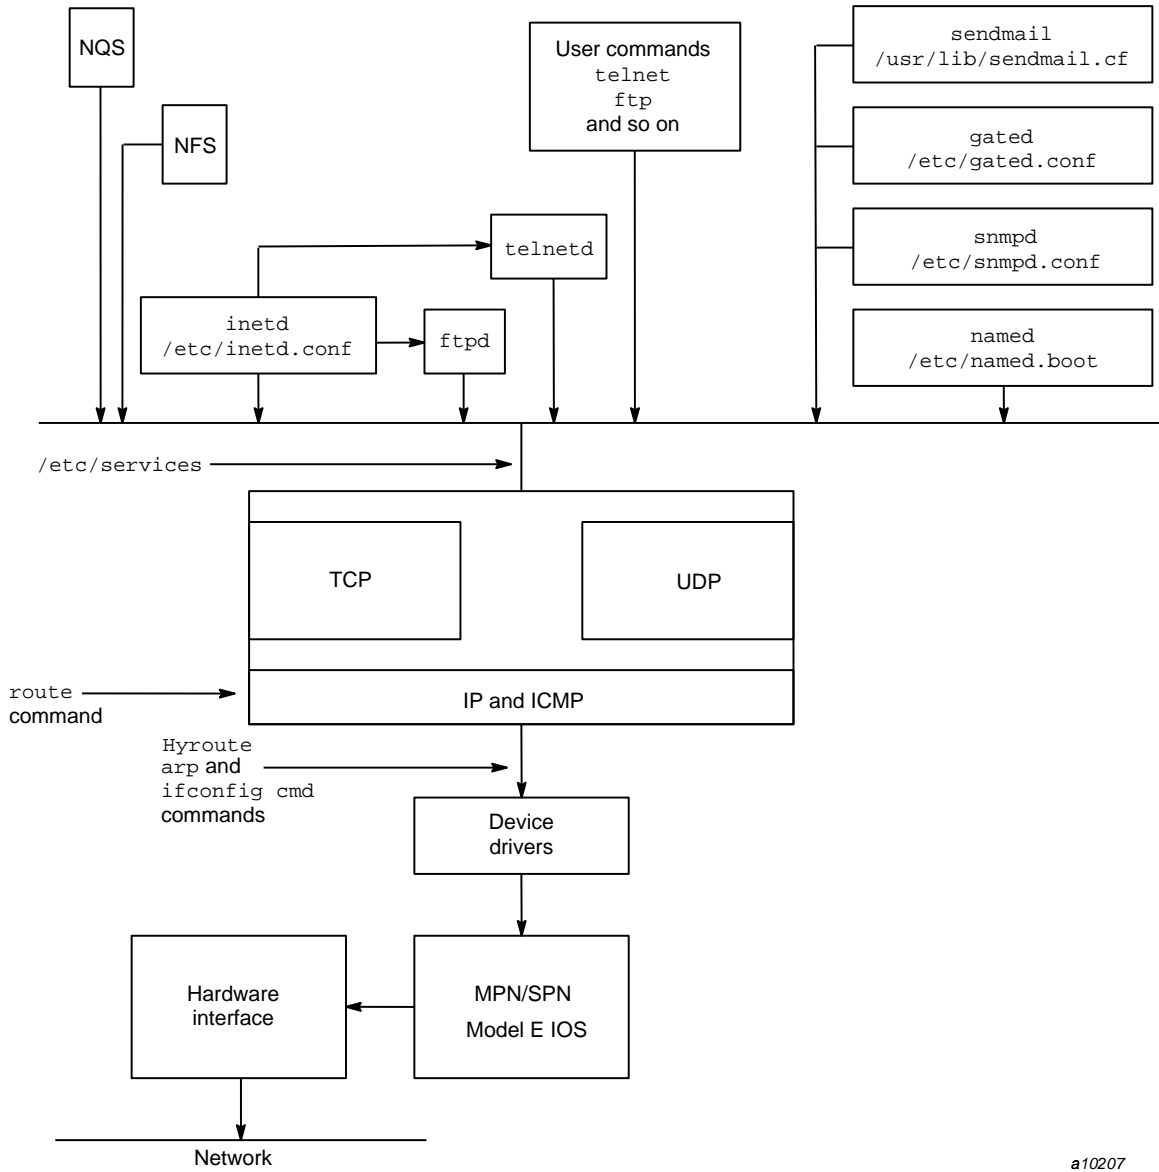 NQS
User commands
telnet
ftp
and so on
sendmail
/usr/lib/sendmail.cf
NFS
gated
/etc/gated.conf
telnetd
snmpd
/etc/snmpd.conf
inetd
/etc/inetd.conf
ftpd
named
/etc/named.boot
/etc/services
TCP
UDP
route
command
IP and ICMP
Hyroute
arp and
ifconfig cmd
commands
Device
drivers
Hardware
interface
MPN/SPN
Model E IOS
Network
a10207